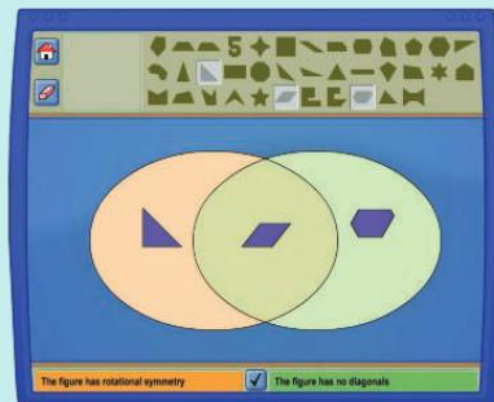 The figure has rotational symmetry
The figure has no diagonals